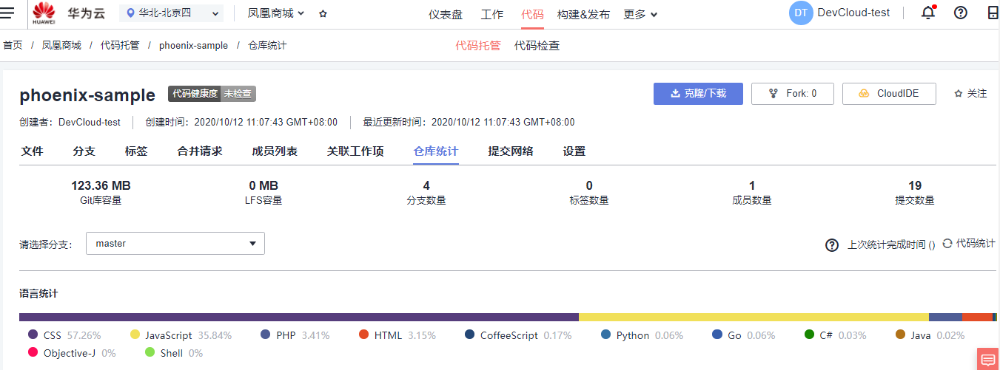 HUAWEI 华为云 华北-北京四 凤凰商城 仪表盘 工作 代码 构建&发布 更多 DT DevCloud-test
首页 / 凤凰商城 / 代码托管 / phoenix-sample / 仓库统计 代码托管 代码检查
phoenix-sample 代码健康度 未检查 克隆/下载 Fork: 0 CloudIDE 关注
创建者: DevCloud-test 创建时间: 2020/10/12 11:07:43 GMT+08:00 最近更新时间: 2020/10/12 11:07:43 GMT+08:00
文件 分支 标签 合并请求 成员列表 关联工作项 仓库统计 提交网络 设置
123.36 MB 0 MB 4 0 1 19
Git库容量 LFS容量 分支数量 标签数量 成员数量 提交数量
请选择分支: master 上次统计完成时间 () 代码统计
语言统计
CSS 57.26% JavaScript 35.84% PHP 3.41% HTML 3.15% CoffeeScript 0.17% Python 0.06% Go 0.06% C# 0.03% Java 0.02%
Objective-J 0% Shell 0%